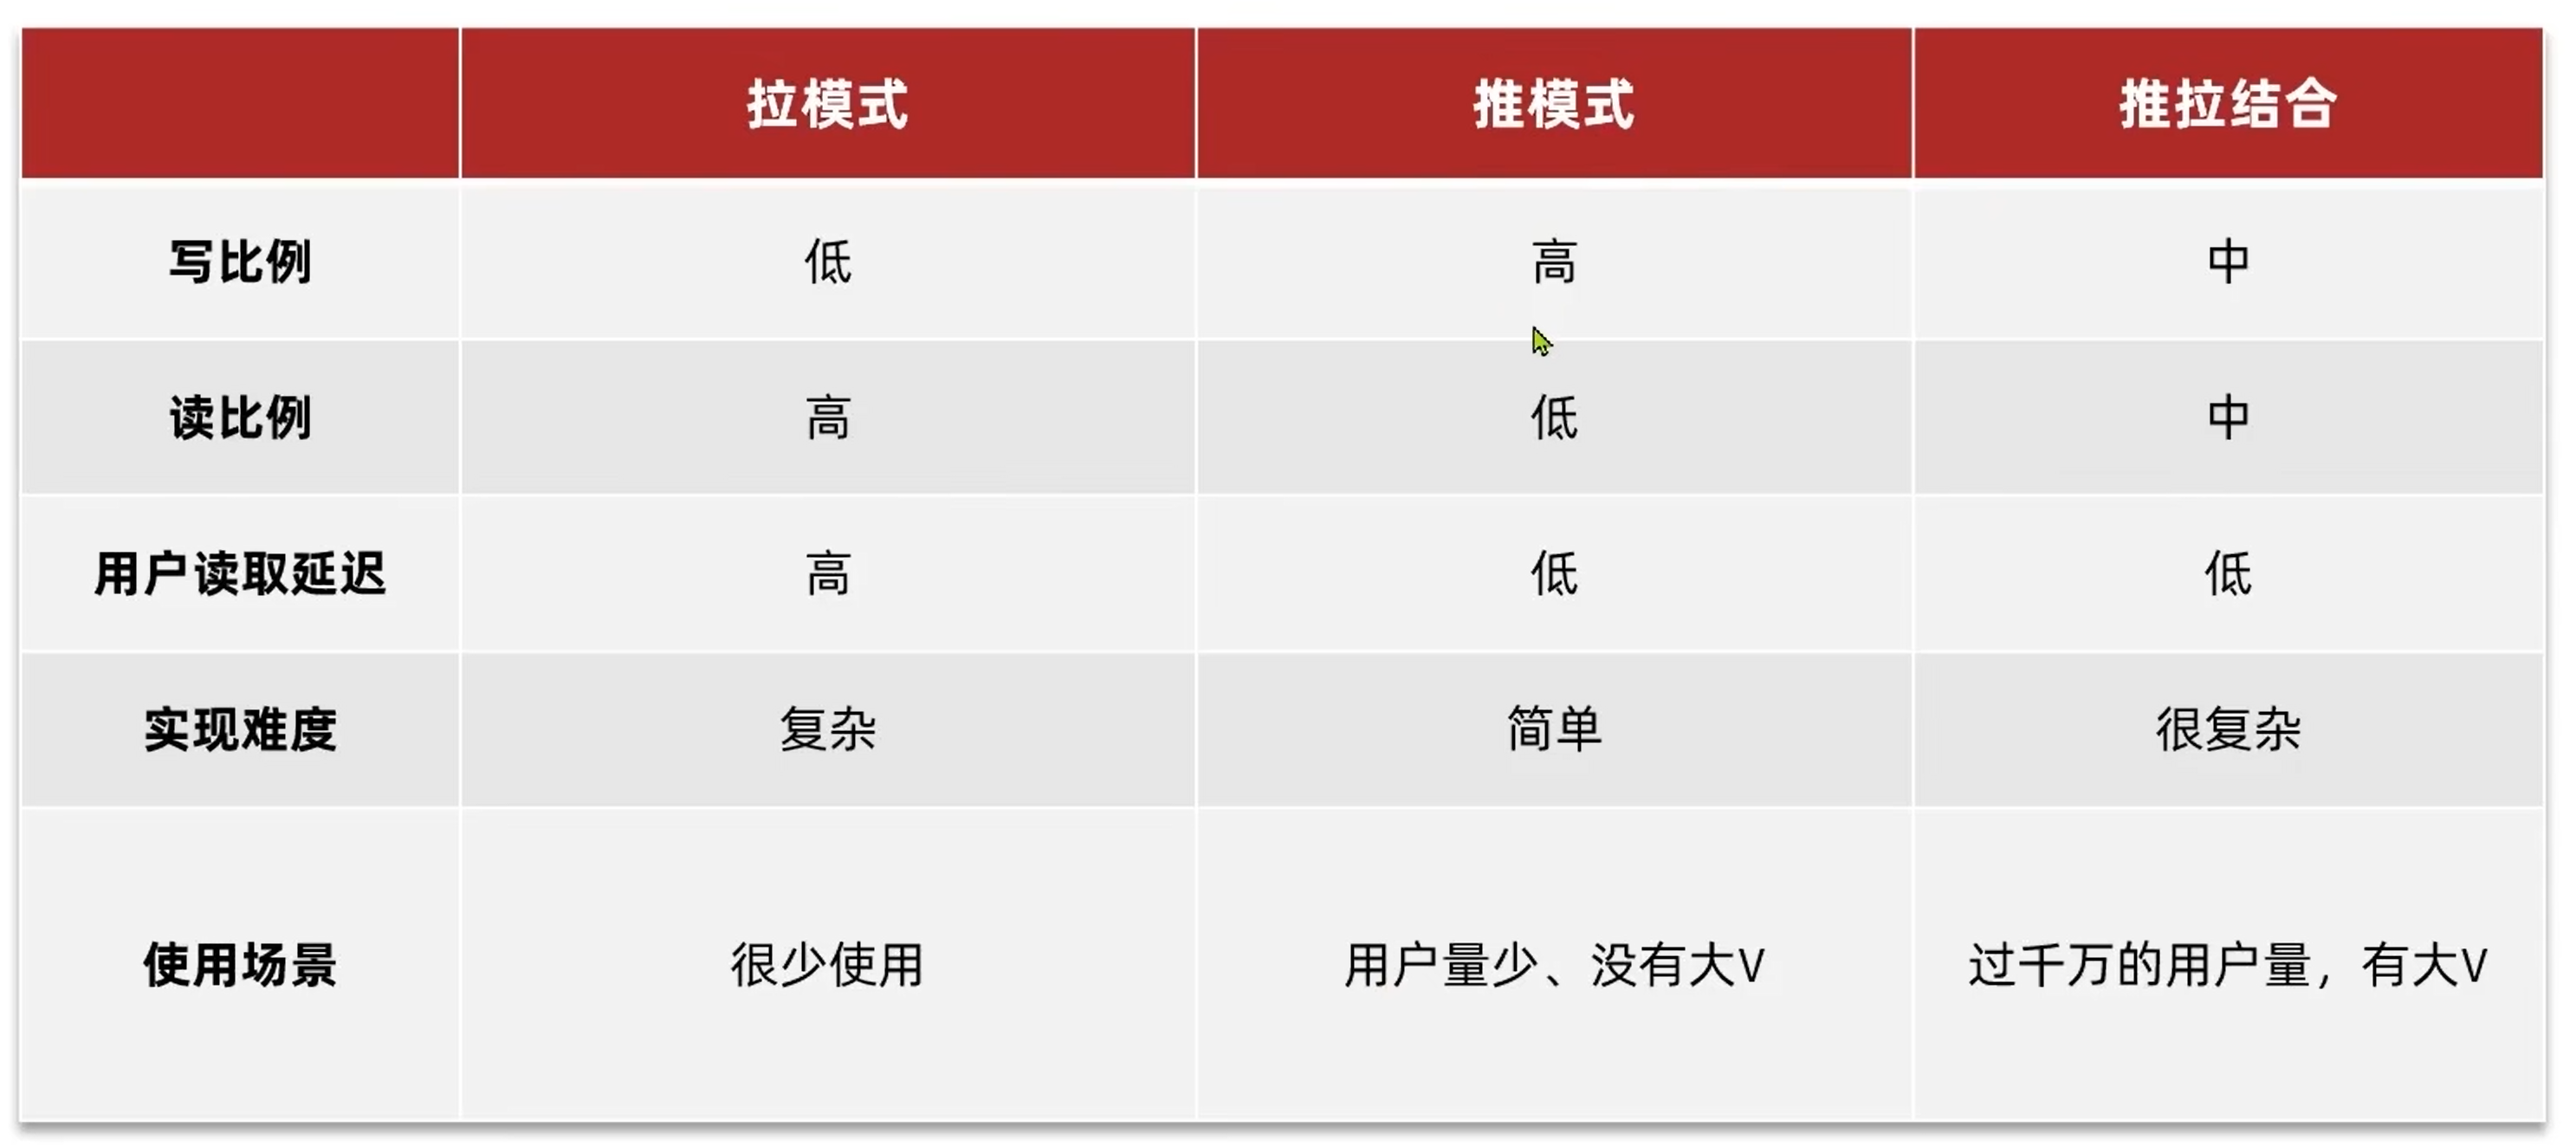 拉模式 推模式 推拉结合
写比例 低 高 中
读比例 高 低 中
用户读取延迟 高 低 低
实现难度 复杂 简单 很复杂
使用场景 很少使用 用户量少、没有大V 过千万的用户量，有大V